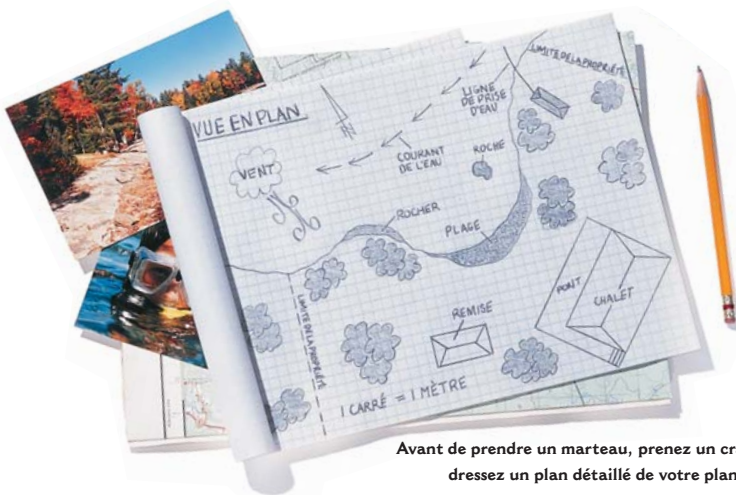 VUE EN PLAN
VENT
COURANT
DE L'EAU
LIGNE
DE PRISE
D'EAU
LIMITE DE LA PROPRIÉTÉ
ROCHE
ROCHER
PLAGE
LIMITE DE LA PROPRIÉTÉ
REMISE
PONT
CHALET
1 CARRÉ = 1 MÈTRE
Avant de prendre un marteau, prenez un
dressez un plan détaillé de votre